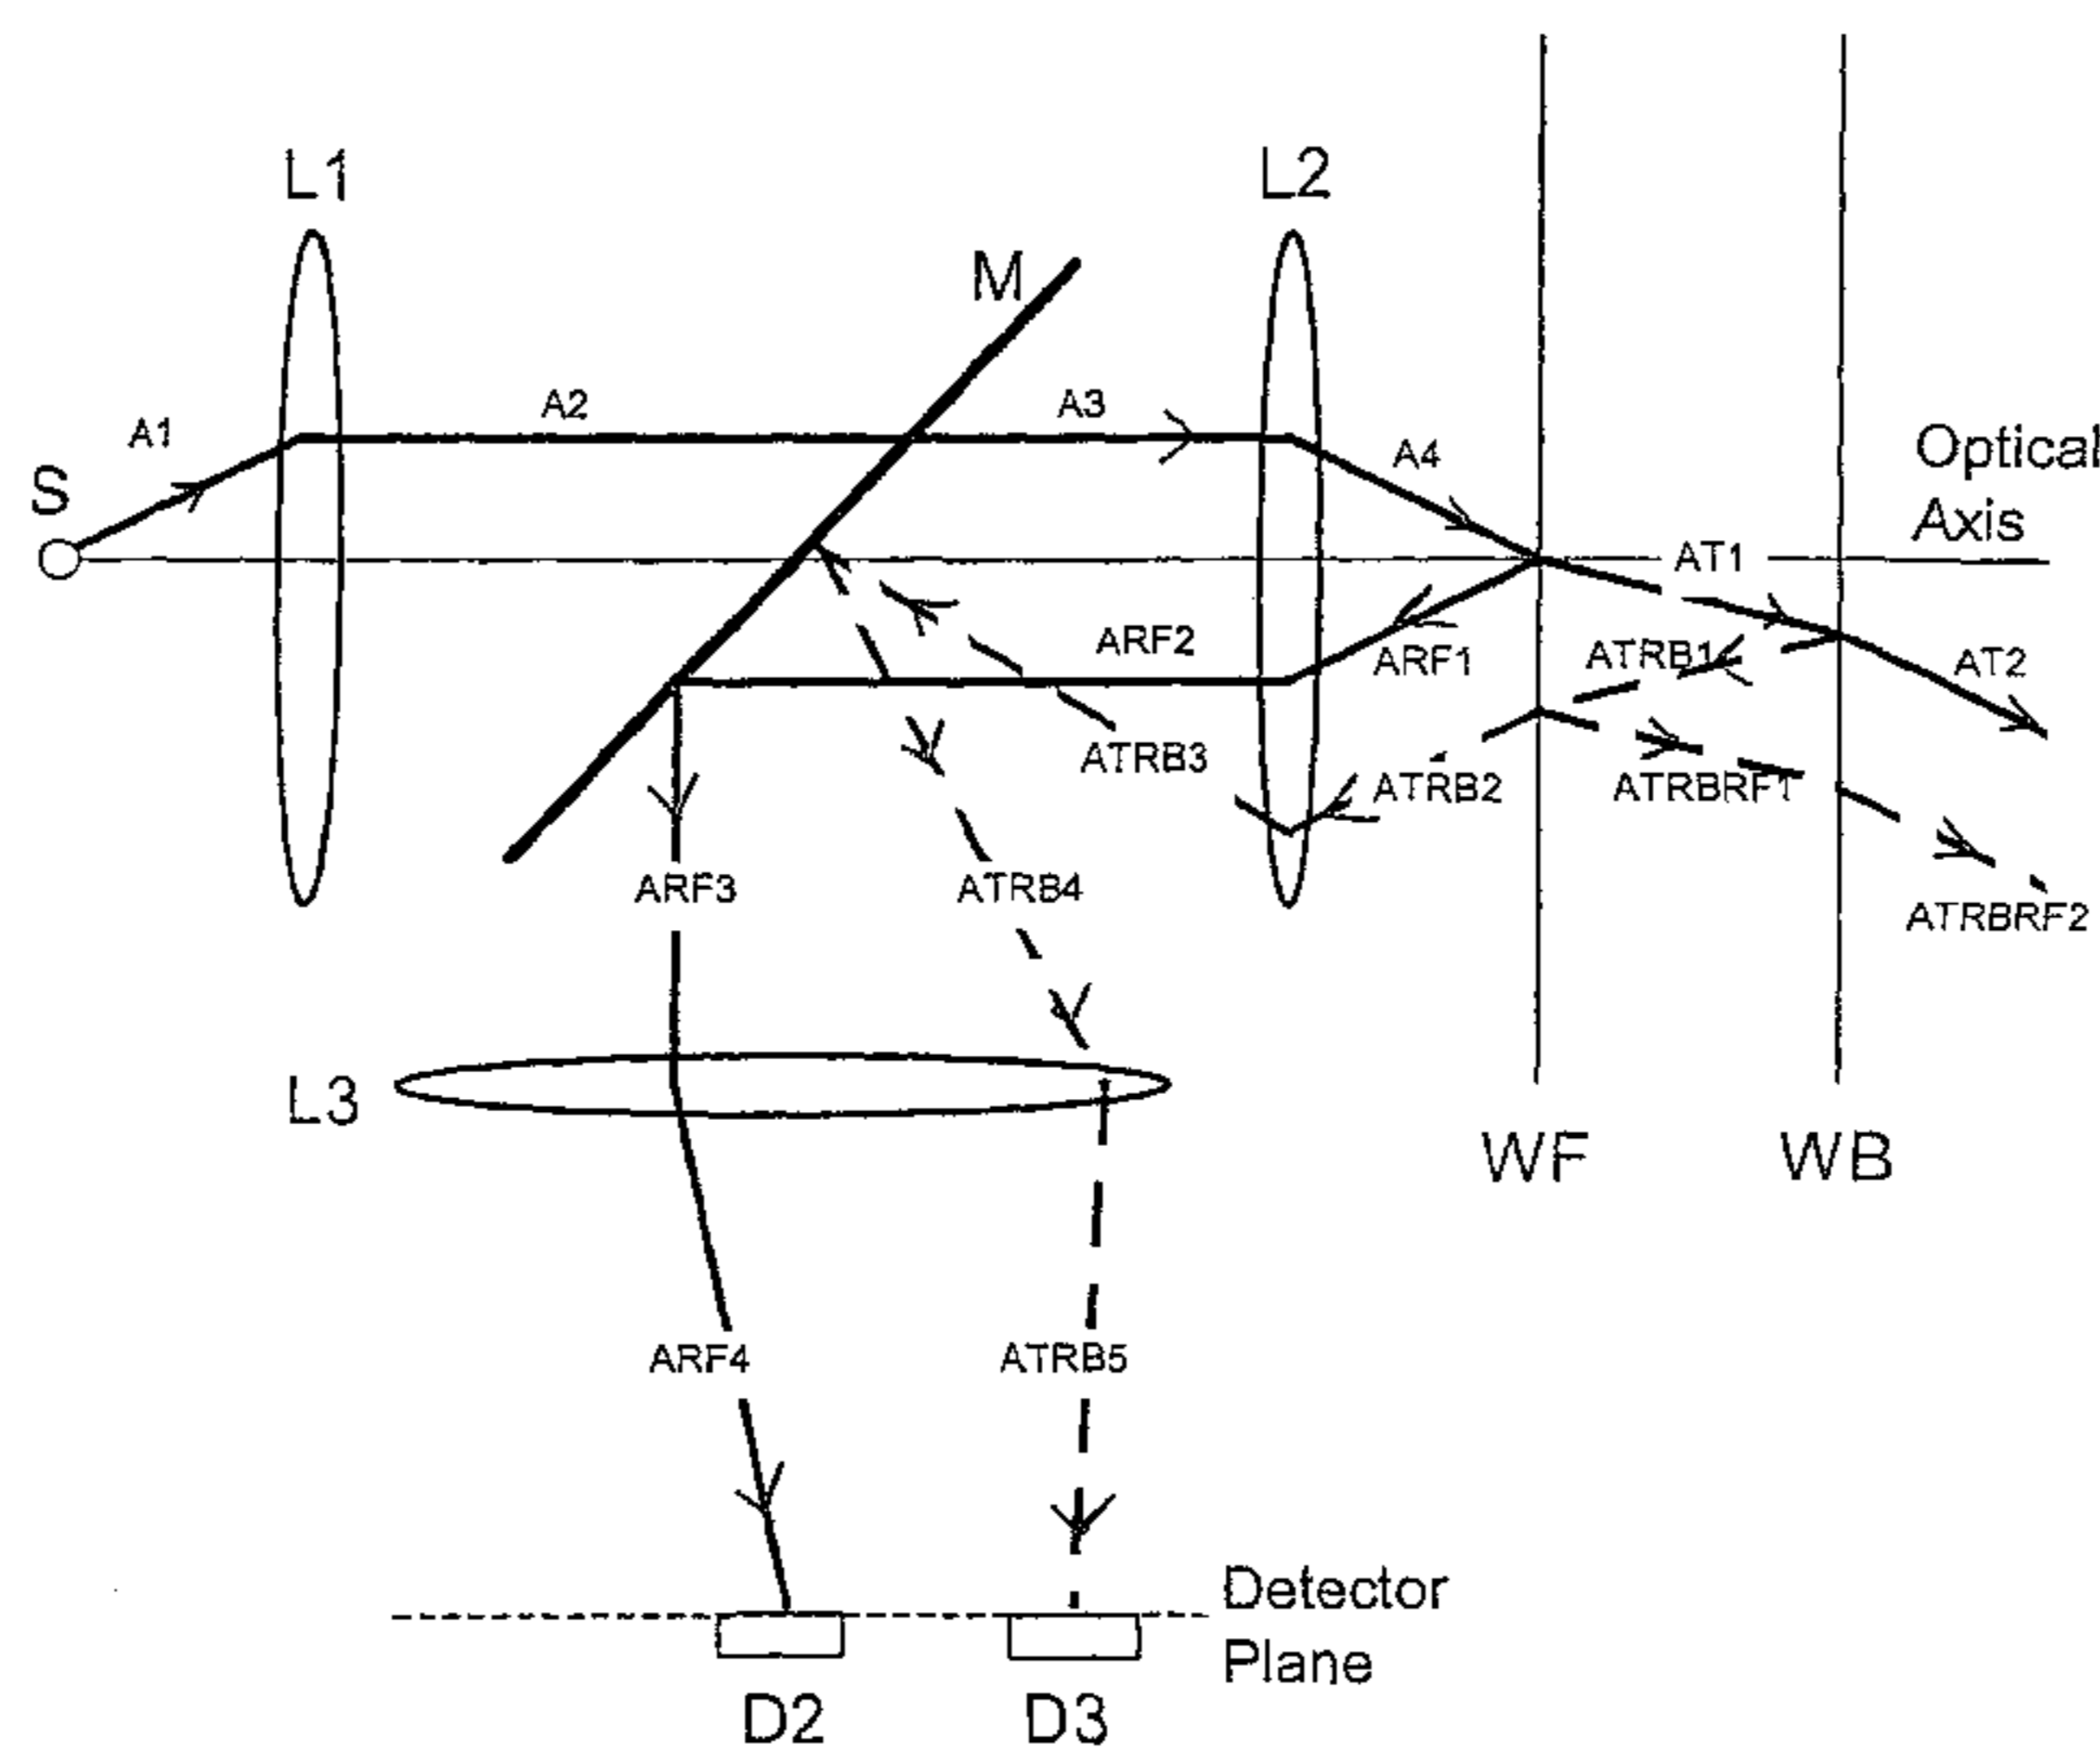 L1
L2
M
A1
A2
A3
A4
S
Optical
Axis
AT1
ARF2
ARF1
ATRB1
AT2
ATRB3
ATRB2
ATRBRF1
ARF3
ATRB4
ATRBRF2
L3
WF
WB
ARF4
ATRB5
Detector
Plane
D2
D3